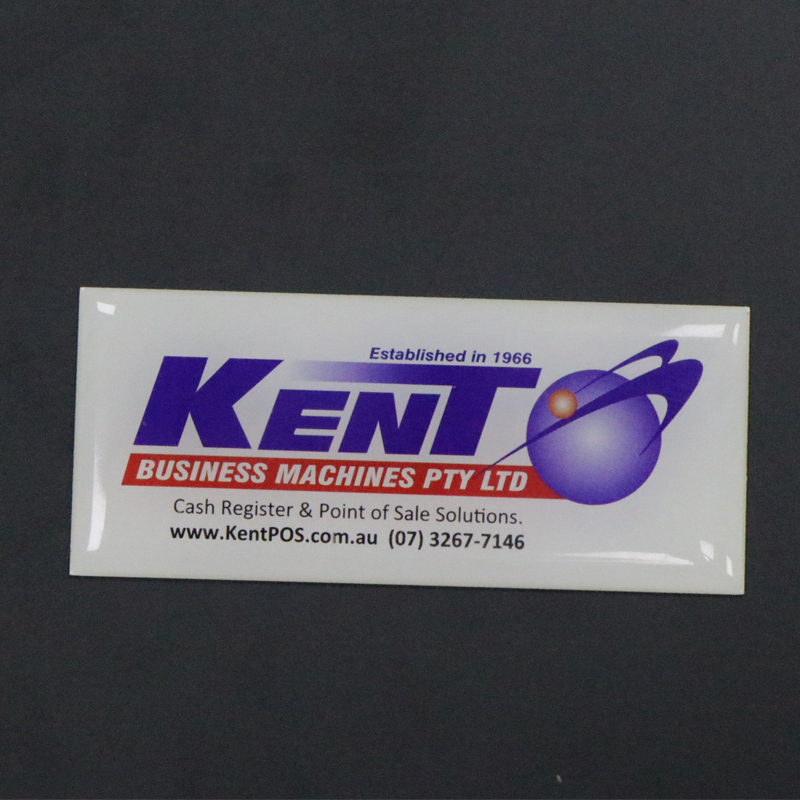 Established in 1966
KENT
BUSINESS MACHINES PTY LTD
Cash Register & Point of Sale Solutions.
www.KentPOS.com.au (07) 3267-7146